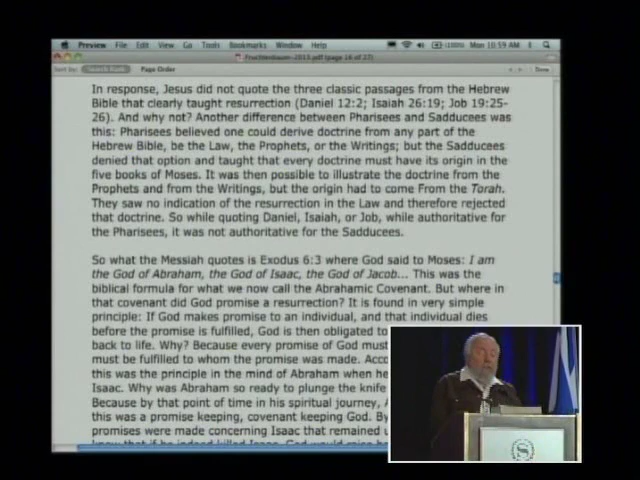 Preview File Edit View Go Tools Bookmarks Window Help
Mon 10:59 AM
Fruchtenbaum-2013.pdf (page 16 of 27)
Sort by: Search Rank Page Order
Done
In response, Jesus did not quote the three classic passages from the Hebrew
Bible that clearly taught resurrection (Daniel 12:2; Isaiah 26:19; Job 19:25-
26). And why not? Another difference between Pharisees and Sadducees was
this: Pharisees believed one could derive doctrine from any part of the
Hebrew Bible, be the Law, the Prophets, or the Writings; but the Sadducees
denied that option and taught that every doctrine must have its origin in the
five books of Moses. It was then possible to illustrate the doctrine from the
Prophets and from the Writings, but the origin had to come From the Torah.
They saw no indication of the resurrection in the Law and therefore rejected
that doctrine. So while quoting Daniel, Isaiah, or Job, while authoritative for
the Pharisees, it was not authoritative for the Sadducees.
So what the Messiah quotes is Exodus 6:3 where God said to Moses: I am
the God of Abraham, the God of Isaac, the God of Jacob... This was the
biblical formula for what we now call the Abrahamic Covenant. But where in
that covenant did God promise a resurrection? It is found in very simple
principle: If God makes promise to an individual, and that individual dies
before the promise is fulfilled, God is then obligated to
back to life. Why? Because every promise of God must
must be fulfilled to whom the promise was made. Acco
this was the principle in the mind of Abraham when he
Isaac. Why was Abraham so ready to plunge the knife
Because by that point of time in his spiritual journey, A
this was a promise keeping, covenant keeping God. By
promises were made concerning Isaac that remained u
know that if he indeed killed Isaac, God would raise h
S